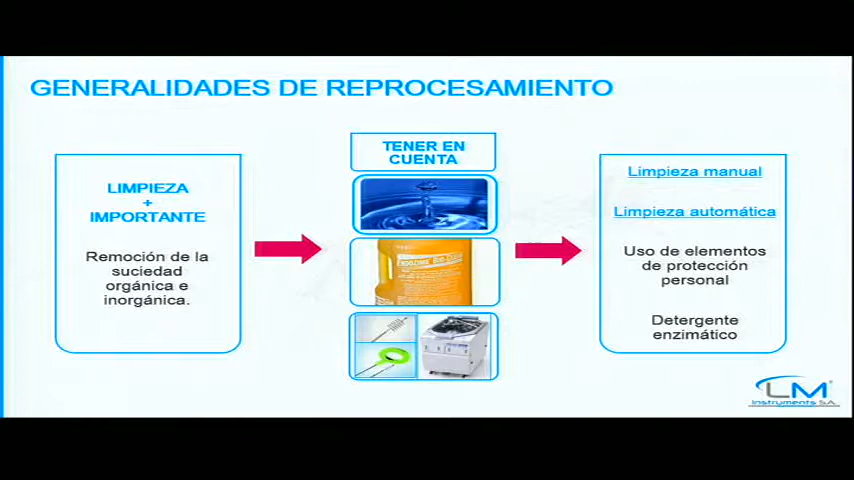 GENERALIDADES DE REPROCESAMIENTO
LIMPIEZA
+
IMPORTANTE
Remoción de la
suciedad
orgánica e
inorgánica.
TENER EN
CUENTA
Limpieza manual
Limpieza automática
Uso de elementos
de protección
personal
Detergente
enzimático
LM
Instruments S.A.